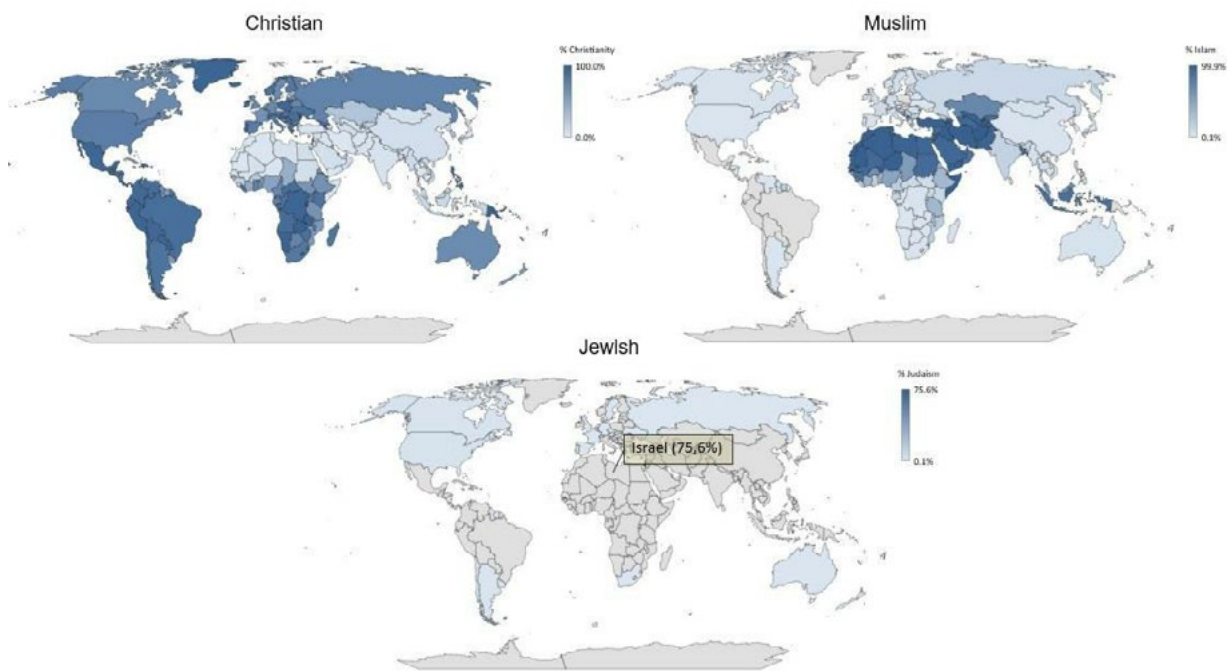 Christian
% Christianity
100.0%
0.0%
Muslim
% Islam
99.9%
0.1%
Jewish
% Judaism
75.6%
0.1%
Israel (75,6%)